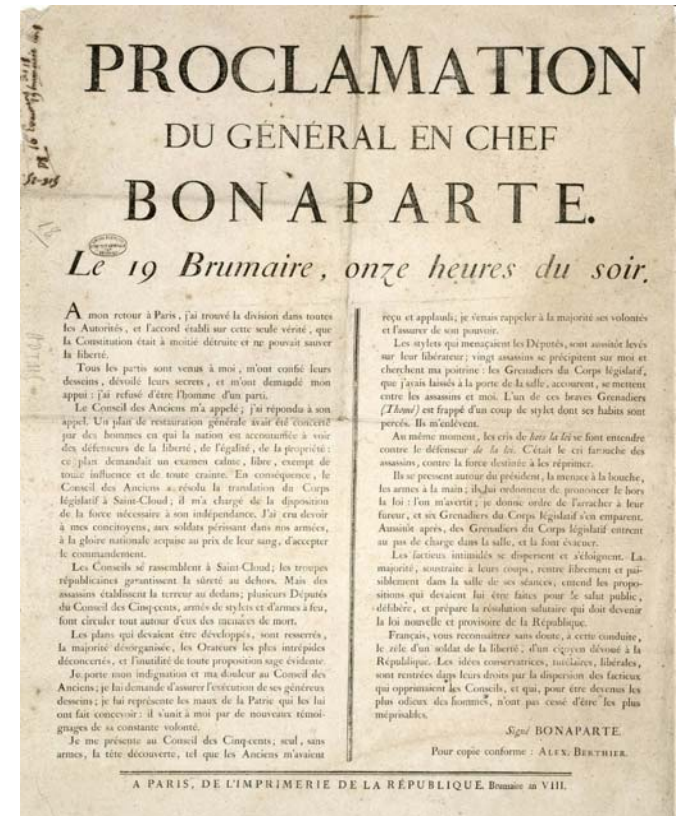 PROCLAMATION
DU GÉNÉRAL EN CHEF
BONAPARTE.
Le 19 Brumaire, onze heures du soir.
A mon retour à Paris, j'ai trouvé la division dans toutes
les Autorités, et l'accord établi sur cette seule vérité, que
la Constitution était à moitié détruite et ne pouvait sauver
la liberté.
Tous les partis sont venus à moi, m'ont confié leurs
desseins, dévoilé leurs secrets, et m'ont demandé mon
appui : j'ai refusé d'être l'homme d'un parti.
Le Conseil des Anciens m'a appelé ; j'ai répondu à son
appel. Un plan de restauration générale avait été concerté
par des hommes en qui la nation est accoutumée à voir
des défenseurs de la liberté, de l'égalité, de la propriété :
ce plan demandait un examen calme, libre, exempt de
toute influence et de toute crainte. En conséquence, le
Conseil des Anciens a résolu la translation du Corps
législatif à Saint-Cloud ; il m'a chargé de la disposition
de la force nécessaire à son indépendance. J'ai cru devoir
à mes concitoyens, aux soldats périssant dans nos armées,
à la gloire nationale acquise au prix de leur sang, d'accepter
le commandement.
Les Conseils se rassemblent à Saint-Cloud ; les troupes
républicaines garantissent la sûreté au dehors. Mais des
assassins établissent la terreur au dedans ; plusieurs Députés
du Conseil des Cinq-cents, armés de stylets et d'armes à feu,
font circuler tout autour d'eux des menaces de mort.
Les plans qui devaient être développés, sont resserrés,
la majorité désorganisée, les Orateurs les plus intrépides
déconcertés, et l'inutilité de toute proposition sage évidente.
Je porte mon indignation et ma douleur au Conseil des
Anciens ; je lui demande d'assurer l'exécution de ses généreux
desseins ; je lui représente les maux de la Patrie qui les lui
ont fait concevoir : il s'unit à moi par de nouveaux témoi-
gnages de sa constante volonté.
Je me présente au Conseil des Cinq-cents ; seul, sans
armes, la tête découverte, tel que les Anciens m'avaient
reçu et applaudi ; je venais rappeler à la majorité ses volontés
et l'assurer de son pouvoir.
Les stylets qui menaçaient les Députés, sont aussitôt levés
sur leur libérateur ; vingt assassins se précipitent sur moi et
cherchent ma poitrine : les Grenadiers du Corps législatif,
que j'avais laissés à la porte de la salle, accourent, se mettent
entre les assassins et moi. L'un de ces braves Grenadiers
(Thomé) est frappé d'un coup de stylet dont ses habits sont
percés. Ils m'enlèvent.
Au même moment, les cris de hors la loi se font entendre
contre le défenseur de la loi. C'était le cri farouche des
assassins, contre la force destinée à les réprimer.
Ils se pressent autour du président, la menace à la bouche,
les armes à la main ; ils lui ordonnent de prononcer le hors
la loi : l'on m'avertit ; je donne ordre de l'arracher à leur
fureur, et six Grenadiers du Corps législatif s'en emparent.
Aussitôt après, des Grenadiers du Corps législatif entrent
au pas de charge dans la salle, et la font évacuer.
Les factieux intimidés se dispersent et s'éloignent. La
majorité, soustraite à leurs coups, rentre librement et pai-
siblement dans la salle de ses séances, entend les propo-
sitions qui devaient lui être faites pour le salut public,
délibère, et prépare la résolution salutaire qui doit devenir
la loi nouvelle et provisoire de la République.
Français, vous reconnaîtrez sans doute, à cette conduite,
le zèle d'un soldat de la liberté, d'un citoyen dévoué à la
République. Les idées conservatrices, tutélaires, libérales,
sont rentrées dans leurs droits par la dispersion des factieux
qui opprimaient les Conseils, et qui, pour être devenus les
plus odieux des hommes, n'ont pas cessé d'être les plus
méprisables.
Signé BONAPARTE.
Pour copie conforme : ALEX. BERTHIER.
A PARIS, DE L'IMPRIMERIE DE LA RÉPUBLIQUE. Brumaire an VIII.